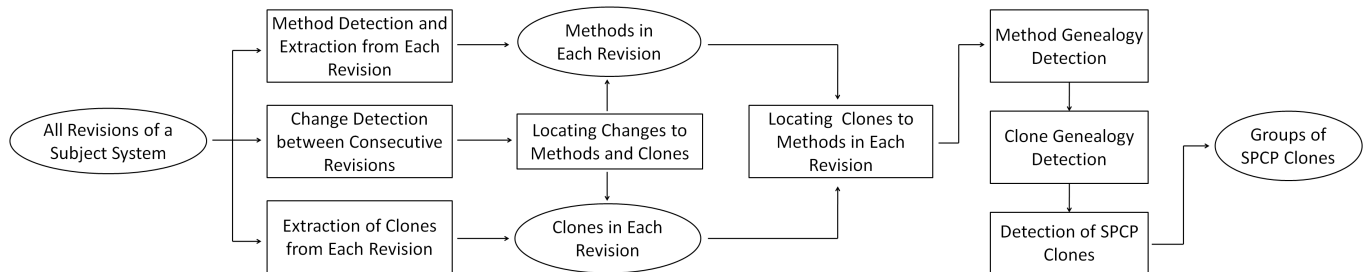 All Revisions of a
Subject System
Method Detection and
Extraction from Each
Revision
Change Detection
between Consecutive
Revisions
Extraction of Clones
from Each Revision
Methods in
Each Revision
Locating Changes to
Methods and Clones
Clones in Each
Revision
Locating Clones to
Methods in Each
Revision
Method Genealogy
Detection
Clone Genealogy
Detection
Detection of SPCP
Clones
Groups of
SPCP Clones